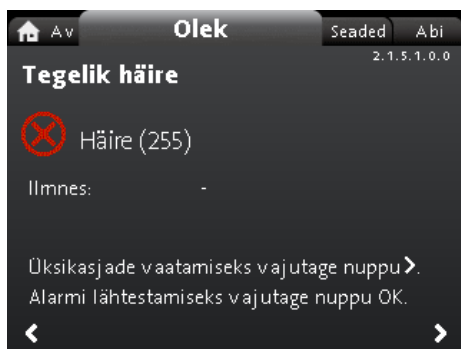 Av Olek Seaded Abi
2.1.5.1.0.0
Tegelik häire
Häire (255)
Ilmnes: -
Üksikasjade vaatamiseks vajutage nuppu >.
Alarmi lähtestamiseks vajutage nuppu OK.